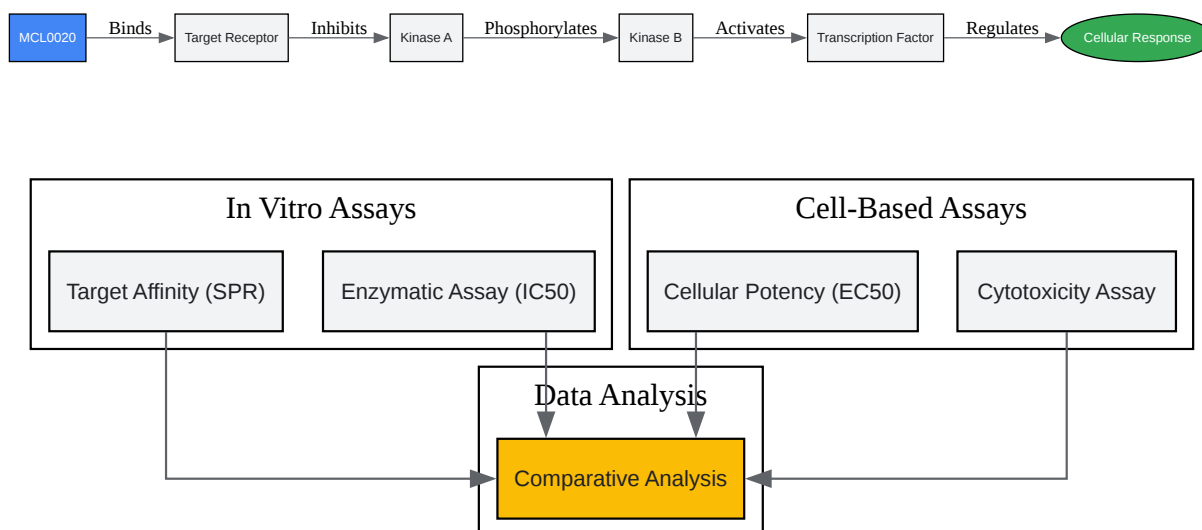 MCL0020
Binds
Target Receptor
Inhibits
Kinase A
Phosphorylates
Kinase B
Activates
Transcription Factor
Regulates
Cellular Response
In Vitro Assays
Cell-Based Assays
Target Affinity (SPR)
Enzymatic Assay (IC50)
Cellular Potency (EC50)
Cytotoxicity Assay
Data Analysis
Comparative Analysis